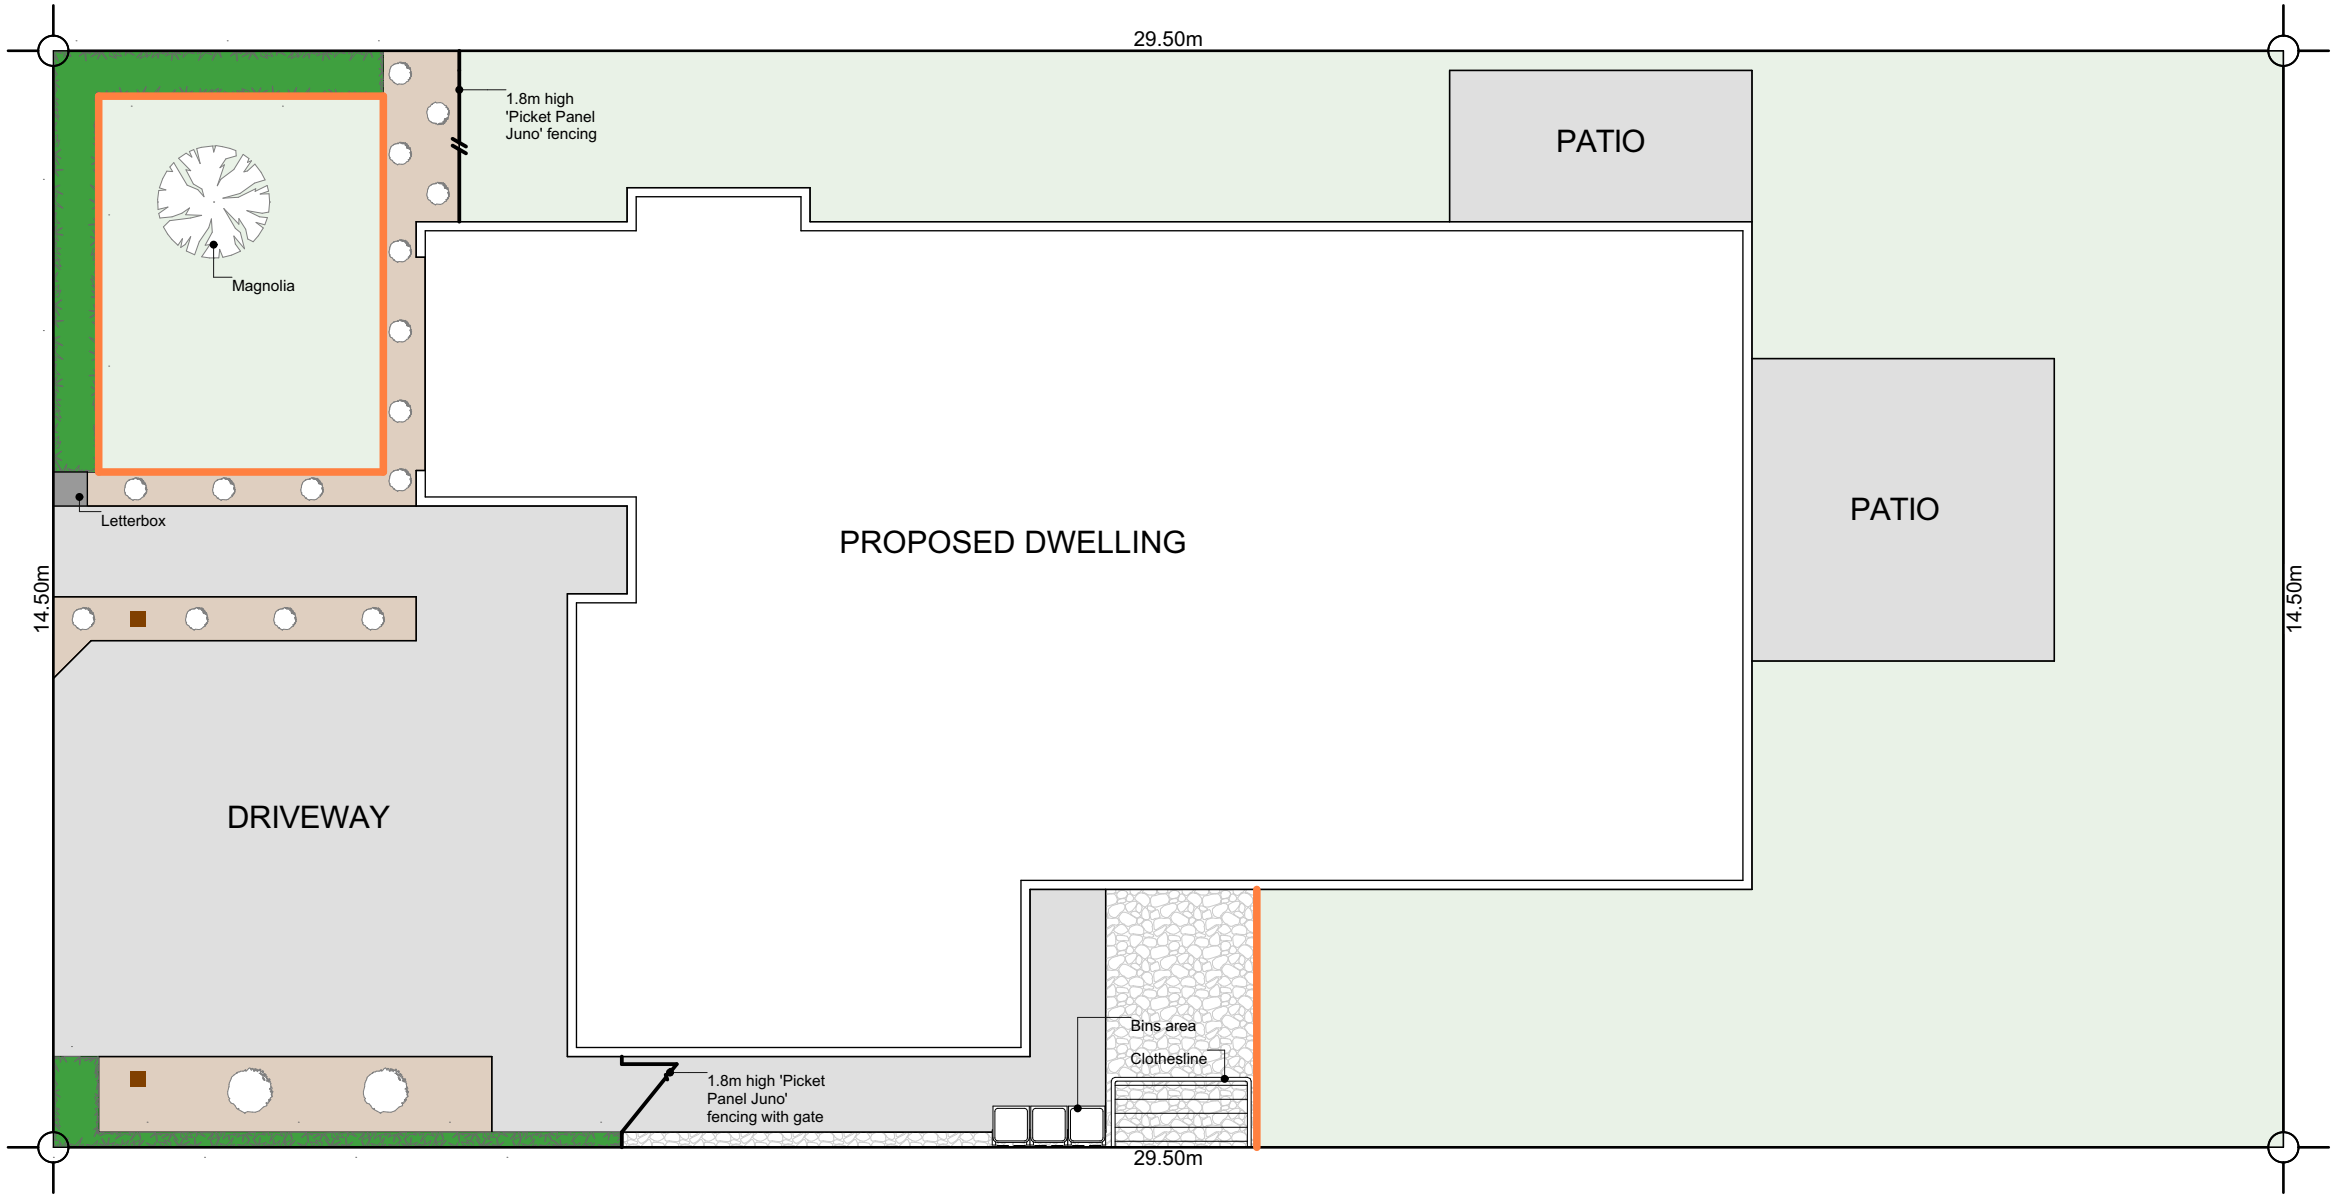 29.50m
1.8m high
'Picket Panel
Juno' fencing
PATIO
Magnolia
Letterbox
PATIO
PROPOSED DWELLING
14.50m
14.50m
DRIVEWAY
Bins area
Clothesline
1.8m high 'Picket
Panel Juno'
fencing with gate
29.50m